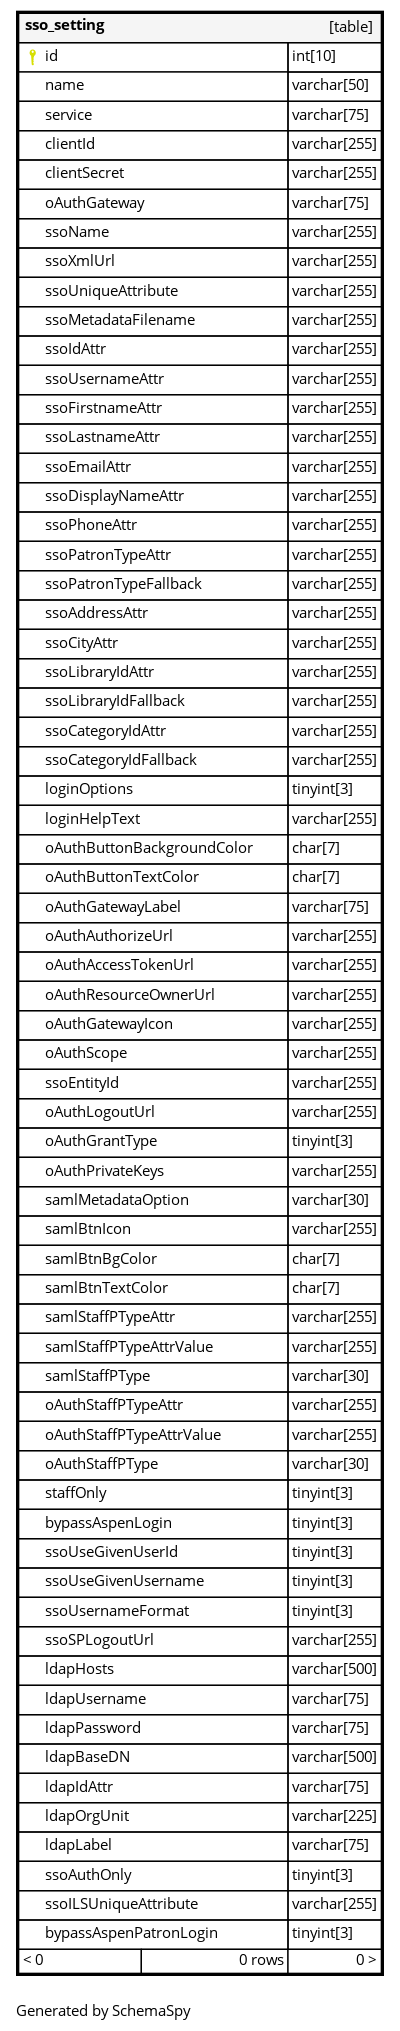 sso_setting [table]
id int[10]
name varchar[50]
service varchar[75]
clientId varchar[255]
clientSecret varchar[255]
oAuthGateway varchar[75]
ssoName varchar[255]
ssoXmlUrl varchar[255]
ssoUniqueAttribute varchar[255]
ssoMetadataFilename varchar[255]
ssoIdAttr varchar[255]
ssoUsernameAttr varchar[255]
ssoFirstnameAttr varchar[255]
ssoLastnameAttr varchar[255]
ssoEmailAttr varchar[255]
ssoDisplayNameAttr varchar[255]
ssoPhoneAttr varchar[255]
ssoPatronTypeAttr varchar[255]
ssoPatronTypeFallback varchar[255]
ssoAddressAttr varchar[255]
ssoCityAttr varchar[255]
ssoLibraryIdAttr varchar[255]
ssoLibraryIdFallback varchar[255]
ssoCategoryIdAttr varchar[255]
ssoCategoryIdFallback varchar[255]
loginOptions tinyint[3]
loginHelpText varchar[255]
oAuthButtonBackgroundColor char[7]
oAuthButtonTextColor char[7]
oAuthGatewayLabel varchar[75]
oAuthAuthorizeUrl varchar[255]
oAuthAccessTokenUrl varchar[255]
oAuthResourceOwnerUrl varchar[255]
oAuthGatewayIcon varchar[255]
oAuthScope varchar[255]
ssoEntityId varchar[255]
oAuthLogoutUrl varchar[255]
oAuthGrantType tinyint[3]
oAuthPrivateKeys varchar[255]
samlMetadataOption varchar[30]
samlBtnIcon varchar[255]
samlBtnBgColor char[7]
samlBtnTextColor char[7]
samlStaffPTypeAttr varchar[255]
samlStaffPTypeAttrValue varchar[255]
samlStaffPType varchar[30]
oAuthStaffPTypeAttr varchar[255]
oAuthStaffPTypeAttrValue varchar[255]
oAuthStaffPType varchar[30]
staffOnly tinyint[3]
bypassAspenLogin tinyint[3]
ssoUseGivenUserId tinyint[3]
ssoUseGivenUsername tinyint[3]
ssoUsernameFormat tinyint[3]
ssoSPLogoutUrl varchar[255]
ldapHosts varchar[500]
ldapUsername varchar[75]
ldapPassword varchar[75]
ldapBaseDN varchar[500]
ldapIdAttr varchar[75]
ldapOrgUnit varchar[225]
ldapLabel varchar[75]
ssoAuthOnly tinyint[3]
ssoILSUniqueAttribute varchar[255]
bypassAspenPatronLogin tinyint[3]
< 0 0 rows 0 >
Generated by SchemaSpy